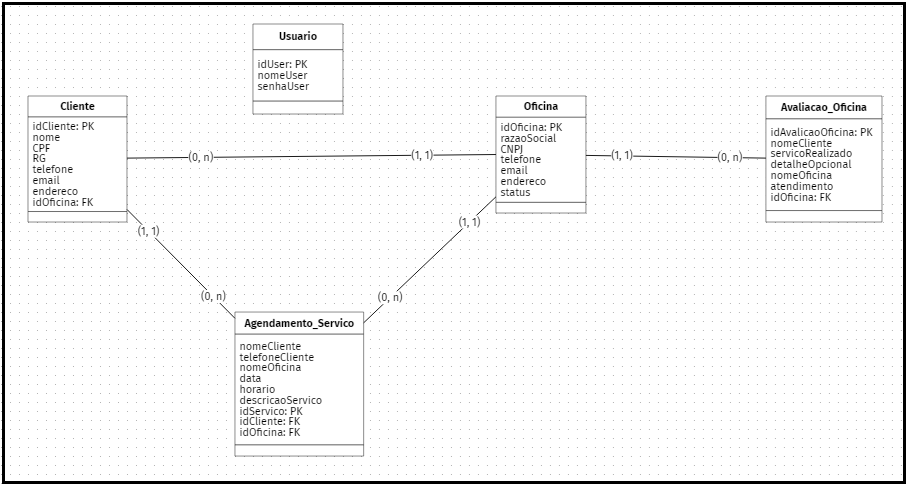 Usuario
idUser: PK
nomeUser
senhaUser
Cliente
idCliente: PK
nome
CPF
RG
telefone
email
endereco
idOficina: FK
(0, n)
(1, 1)
Oficina
idOficina: PK
razaoSocial
CNPJ
telefone
email
endereco
status
(1, 1)
(0, n)
Avaliacao_Oficina
idAvalicaoOficina: PK
nomeCliente
servicoRealizado
detalheOpcional
nomeOficina
atendimento
idOficina: FK
(1, 1)
(0, n)
(1, 1)
(0, n)
Agendamento_Servico
nomeCliente
telefoneCliente
nomeOficina
data
horario
descricaoServico
idServico: PK
idCliente: FK
idOficina: FK